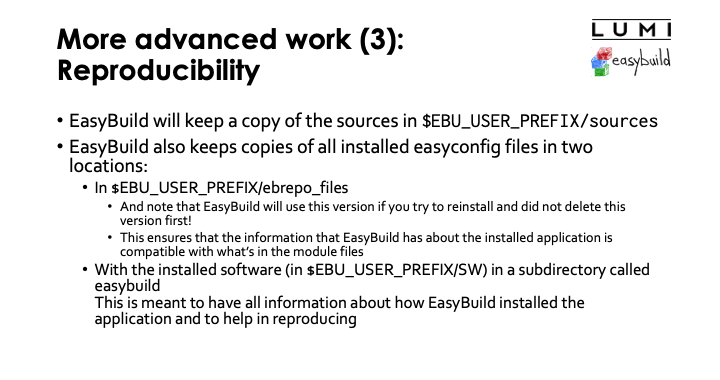 More advanced work (3):
Reproducibility
LUMI
easybuild
• EasyBuild will keep a copy of the sources in $EBU_USER_PREFIX/sources
• EasyBuild also keeps copies of all installed easyconfig files in two
locations:
• In $EBU_USER_PREFIX/ebrepo_files
• And note that EasyBuild will use this version if you try to reinstall and did not delete this
version first!
• This ensures that the information that EasyBuild has about the installed application is
compatible with what's in the module files
• With the installed software (in $EBU_USER_PREFIX/SW) in a subdirectory called
easybuild
This is meant to have all information about how EasyBuild installed the
application and to help in reproducing